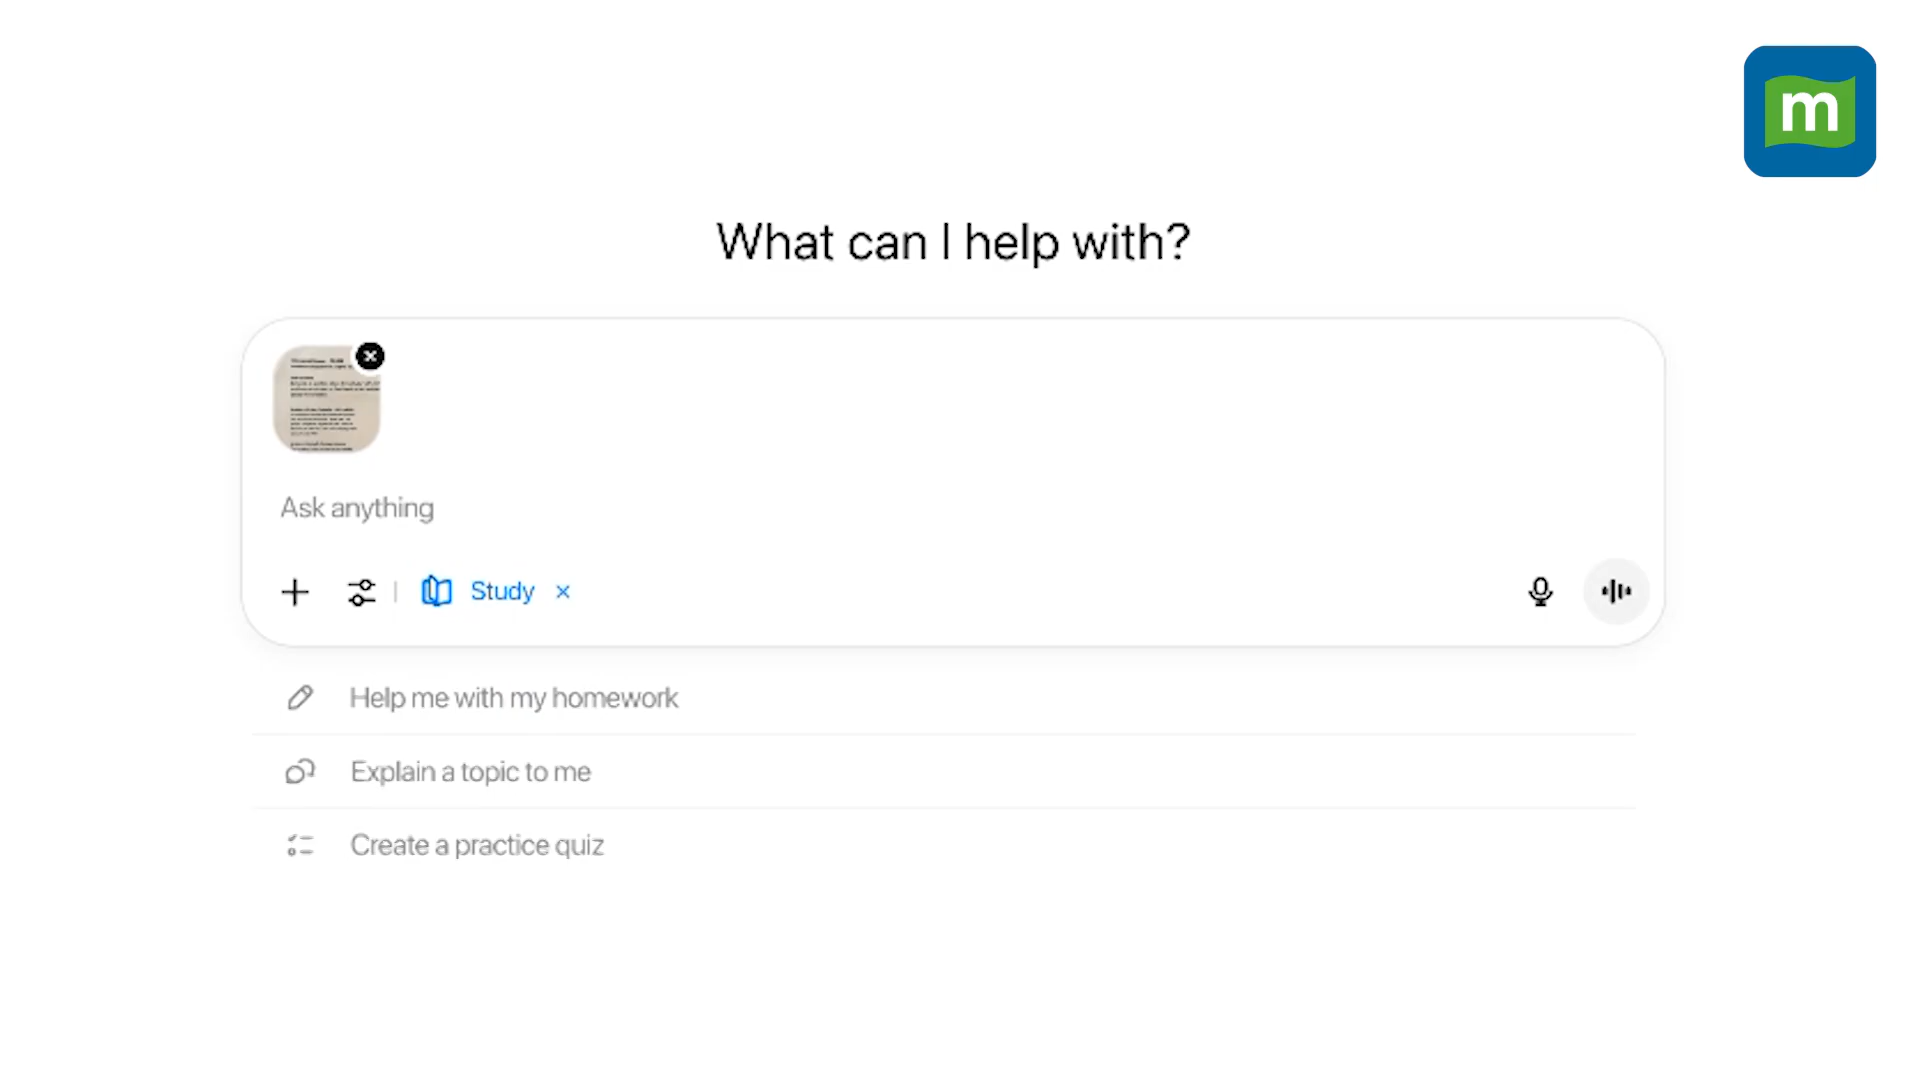 m
What can I help with?
Ask anything
Study
Help me with my homework
Explain a topic to me
Create a practice quiz